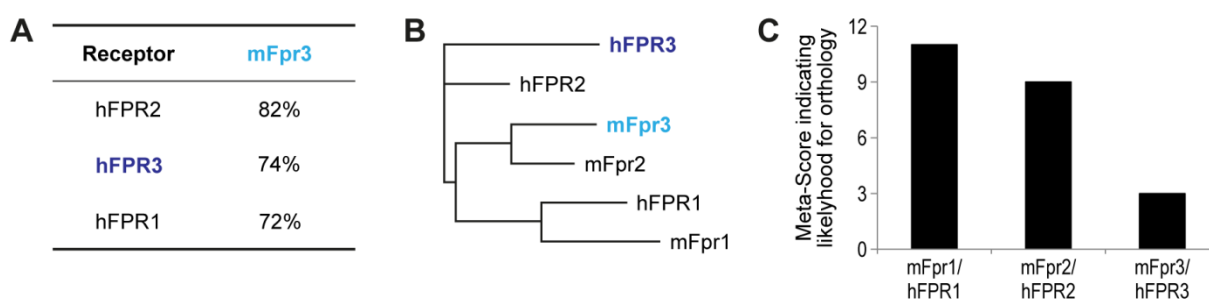 A
Receptor mFpr3
hFPR2 82%
hFPR3 74%
hFPR1 72%
B
hFPR3
hFPR2
mFpr3
mFpr2
hFPR1
mFpr1
C
Meta-Score indicating
likelyhood for orthology
12
9
6
3
0
mFpr1/ mFpr2/ mFpr3/
hFPR1 hFPR2 hFPR3